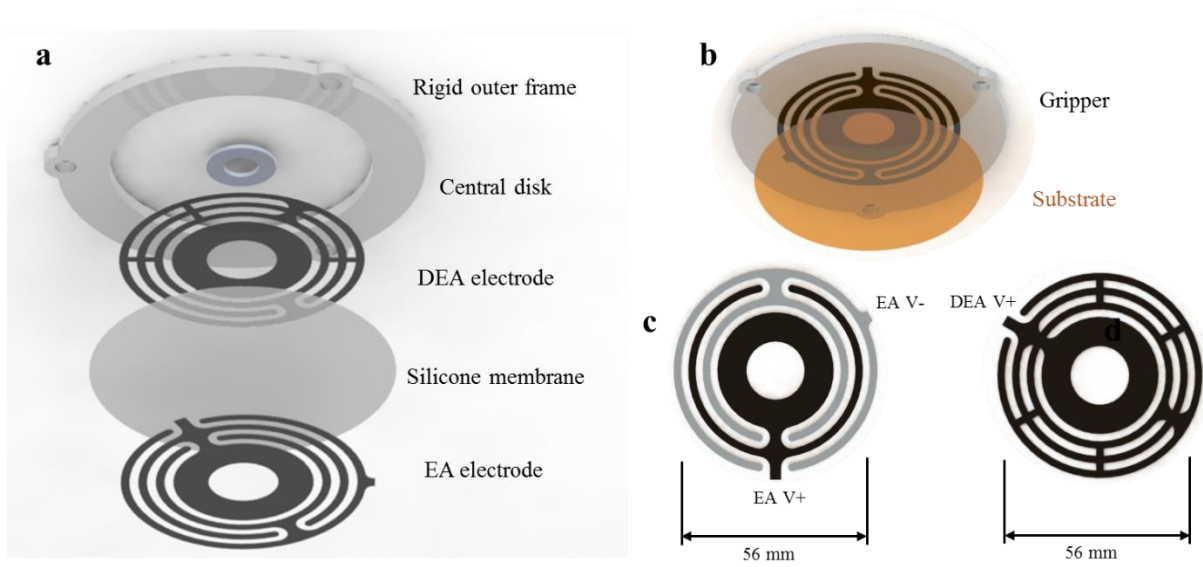 a
Rigid outer frame
Central disk
DEA electrode
Silicone membrane
EA electrode
b
Gripper
Substrate
c
EA V-
EA V+
56 mm
DEA V+
d
56 mm